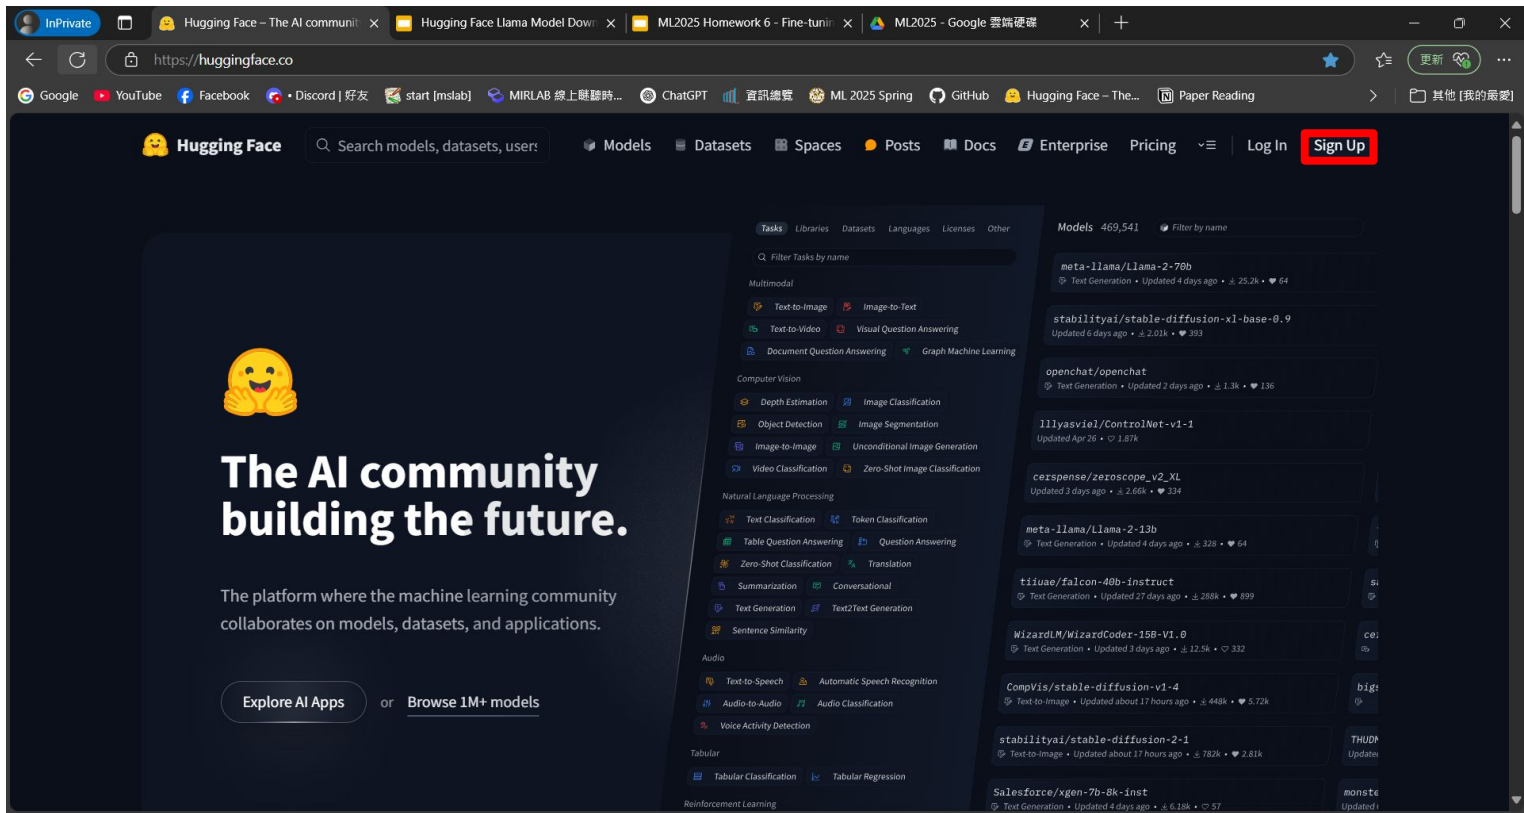 InPrivate
Hugging Face – The AI communit
Hugging Face Llama Model Down
ML2025 Homework 6 - Fine-tunin
ML2025 - Google 雲端硬碟
https://huggingface.co
更新
Google
YouTube
Facebook
• Discord | 好友
start [mslab]
MIRLAB 線上聽聽時...
ChatGPT
資訊總覽
ML 2025 Spring
GitHub
Hugging Face – The...
Paper Reading
其他 [我的最愛]
Hugging Face
Search models, datasets, users
Models
Datasets
Spaces
Posts
Docs
Enterprise
Pricing
Log In
Sign Up
The AI community
building the future.
The platform where the machine learning community
collaborates on models, datasets, and applications.
Explore AI Apps or Browse 1M+ models
Tasks Libraries Datasets Languages Licenses Other
Filter Tasks by name
Multimodal
Text-to-Image Image-to-Text
Text-to-Video Visual Question Answering
Document Question Answering Graph Machine Learning
Computer Vision
Depth Estimation Image Classification
Object Detection Image Segmentation
Image-to-Image Unconditional Image Generation
Video Classification Zero-Shot Image Classification
Natural Language Processing
Text Classification Token Classification
Table Question Answering Question Answering
Zero-Shot Classification Translation
Summarization Conversational
Text Generation Text2Text Generation
Sentence Similarity
Audio
Text-to-Speech Automatic Speech Recognition
Audio-to-Audio Audio Classification
Voice Activity Detection
Tabular
Tabular Classification Tabular Regression
Reinforcement Learning
Models 469,541 Filter by name
meta-llama/Llama-2-70b
Text Generation • Updated 4 days ago • 25.2k • 64
stabilityai/stable-diffusion-xl-base-0.9
Updated 6 days ago • 2.01k • 393
openchat/openchat
Text Generation • Updated 2 days ago • 1.3k • 136
lllyasviel/ControlNet-v1-1
Updated Apr 26 • 1.87k
cerspense/zeroscope_v2_XL
Updated 3 days ago • 2.66k • 334
meta-llama/Llama-2-13b
Text Generation • Updated 4 days ago • 328 • 64
tiiuae/falcon-40b-instruct
Text Generation • Updated 27 days ago • 288k • 899
WizardLM/WizardCoder-15B-V1.0
Text Generation • Updated 3 days ago • 12.5k • 332
CompVis/stable-diffusion-v1-4
Text-to-Image • Updated about 17 hours ago • 448k • 5.72k
stabilityai/stable-diffusion-2-1
Text-to-Image • Updated about 17 hours ago • 782k • 2.81k
Salesforce/xgen-7b-8k-inst
Text Generation • Updated 4 days ago • 6.18k • 57